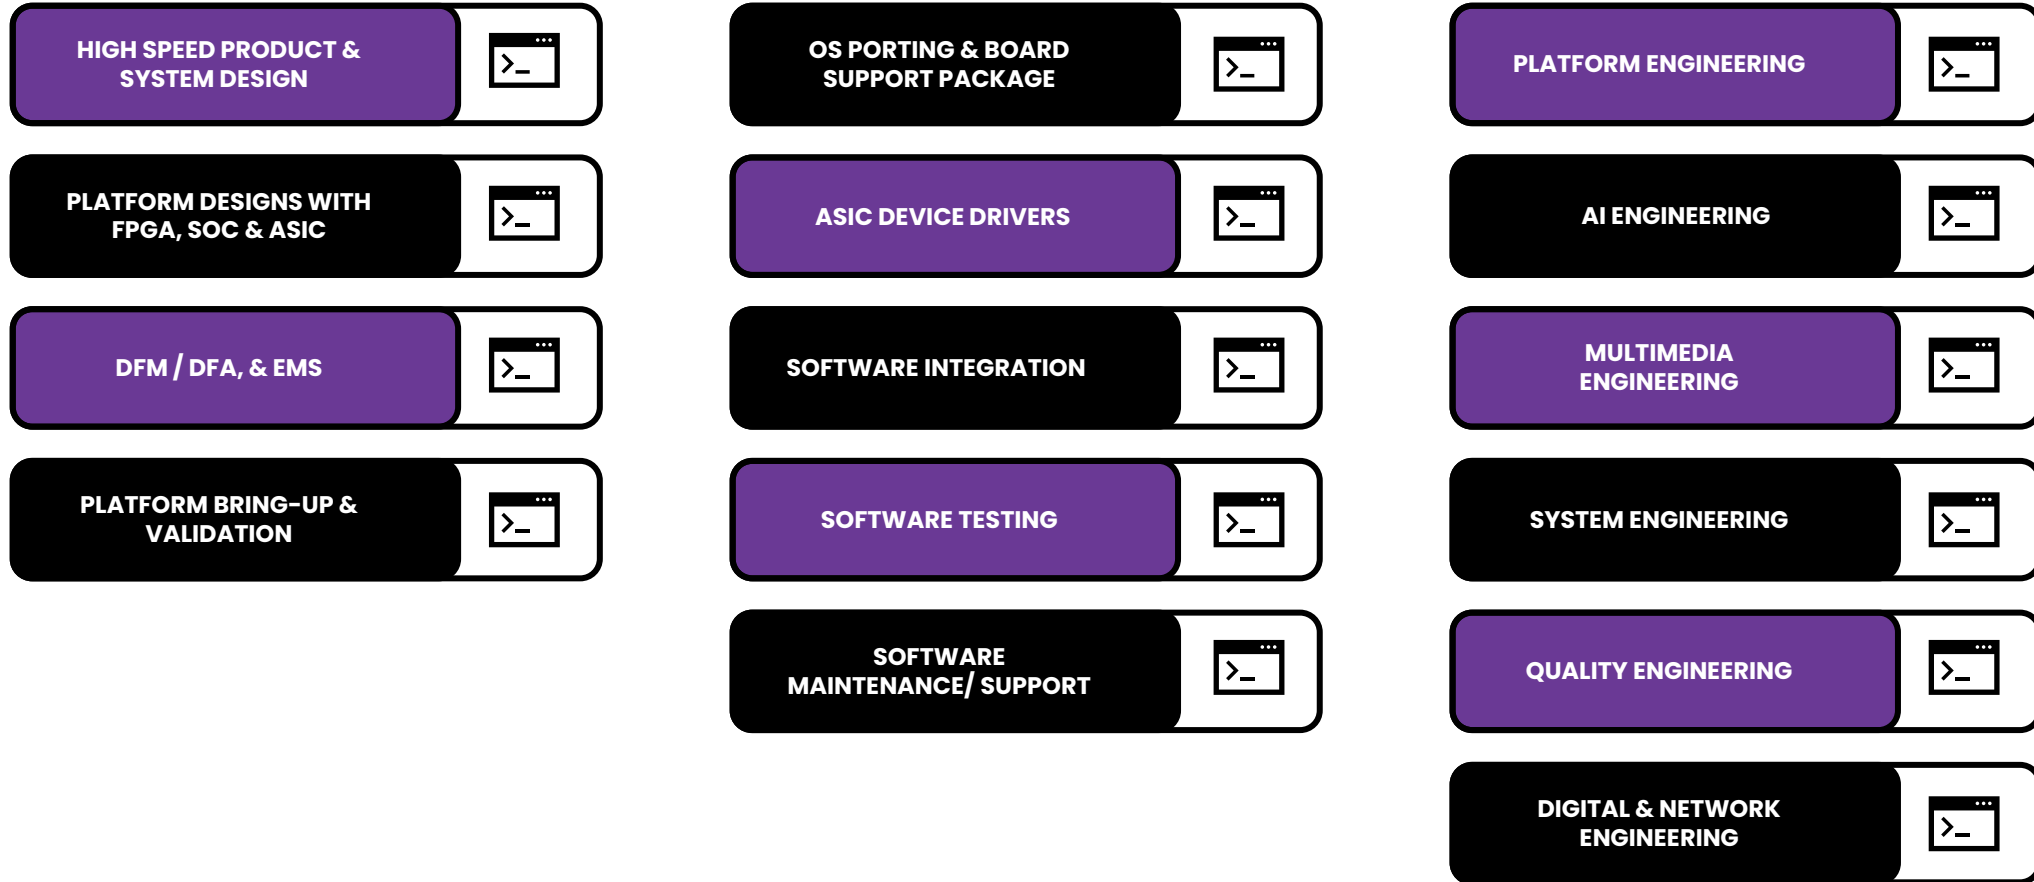 HIGH SPEED PRODUCT &
SYSTEM DESIGN
PLATFORM DESIGNS WITH
FPGA, SOC & ASIC
DFM / DFA, & EMS
PLATFORM BRING-UP &
VALIDATION
OS PORTING & BOARD
SUPPORT PACKAGE
ASIC DEVICE DRIVERS
SOFTWARE INTEGRATION
SOFTWARE TESTING
SOFTWARE
MAINTENANCE/ SUPPORT
PLATFORM ENGINEERING
AI ENGINEERING
MULTIMEDIA
ENGINEERING
SYSTEM ENGINEERING
QUALITY ENGINEERING
DIGITAL & NETWORK
ENGINEERING